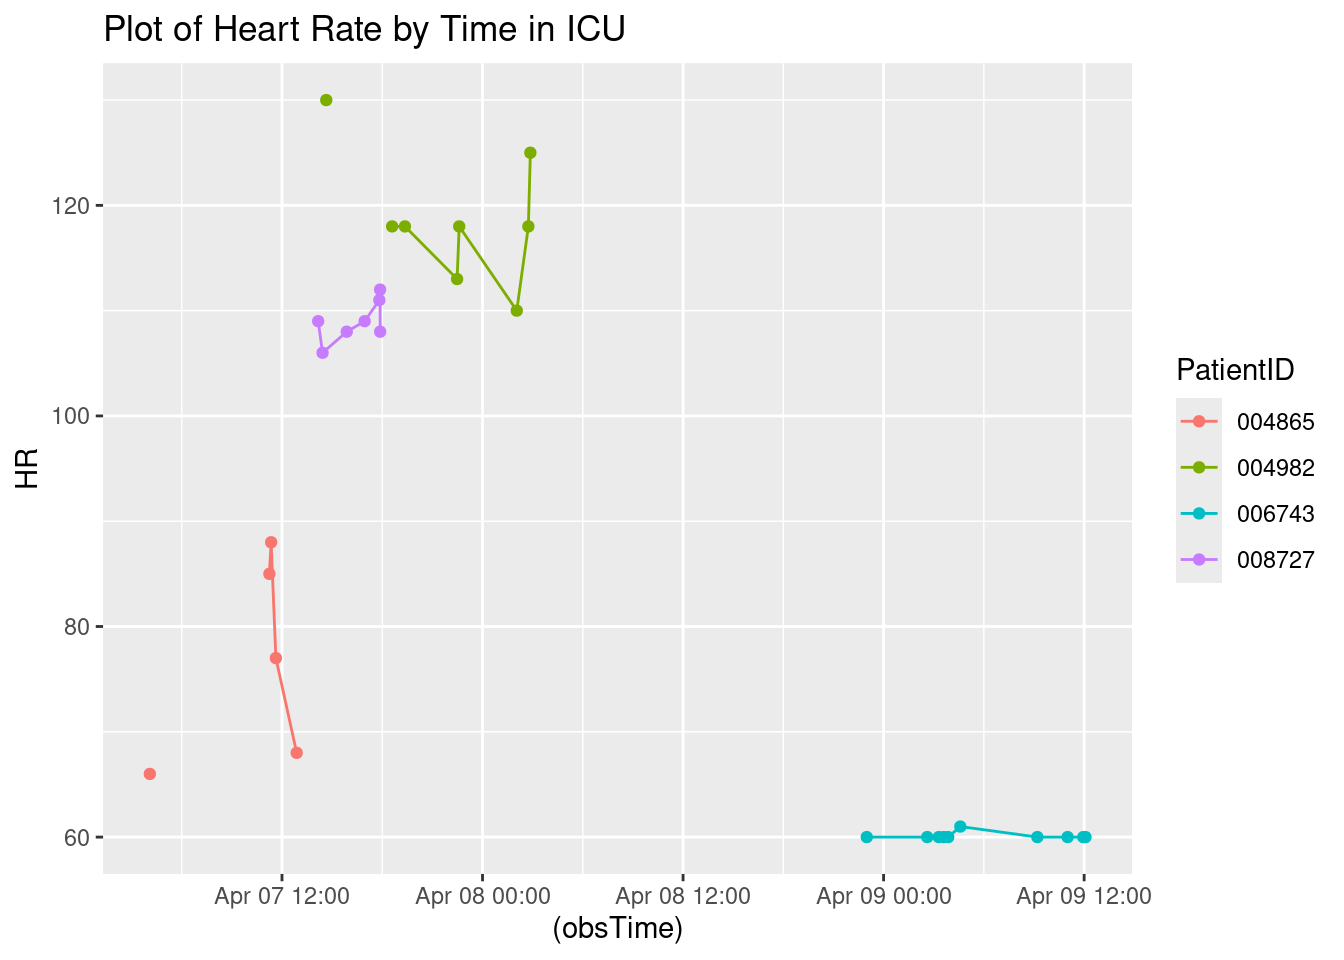 Plot of Heart Rate by Time in ICU
120
100
80
60
HR
Apr 07 12:00
Apr 08 00:00
Apr 08 12:00
Apr 09 00:00
Apr 09 12:00
(obsTime)
PatientID
004865
004982
006743
008727